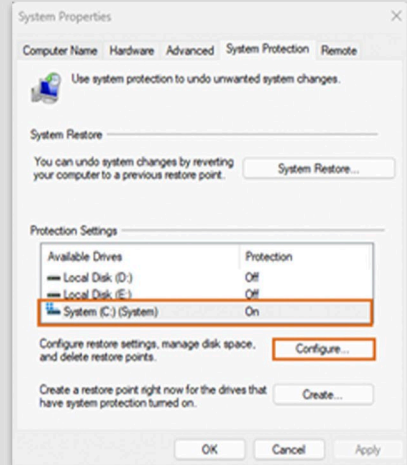 System Properties
Computer Name Hardware Advanced System Protection Remote
Use system protection to undo unwanted system changes.
System Restore
You can undo system changes by reverting
your computer to a previous restore point.
System Restore...
Protection Settings
Available Drives Protection
Local Disk (D:) Off
Local Disk (E:) Off
System (C:) (System) On
Configure restore settings, manage disk space,
and delete restore points.
Configure...
Create a restore point right now for the drives that
have system protection turned on.
Create...
OK Cancel Apply